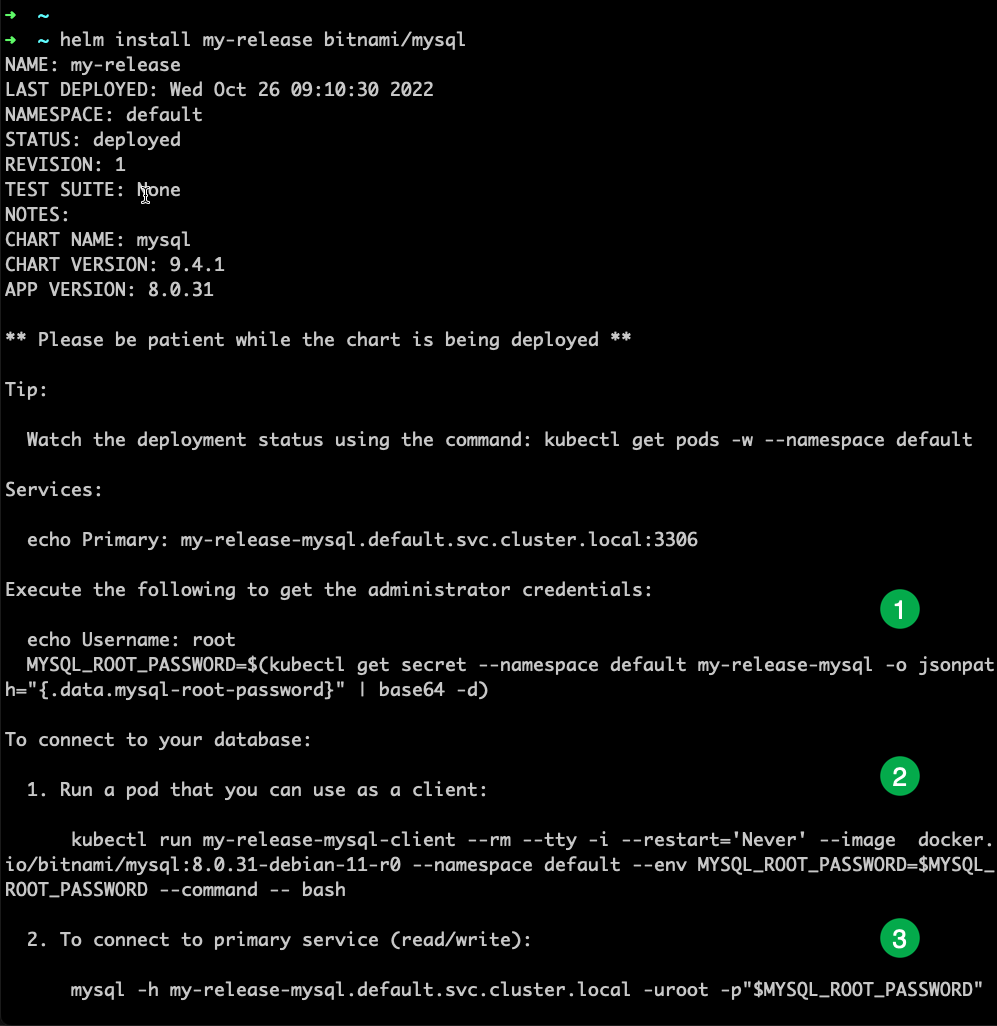 ➜ ~
➜ ~ helm install my-release bitnami/mysql
NAME: my-release
LAST DEPLOYED: Wed Oct 26 09:10:30 2022
NAMESPACE: default
STATUS: deployed
REVISION: 1
TEST SUITE: None
NOTES:
CHART NAME: mysql
CHART VERSION: 9.4.1
APP VERSION: 8.0.31
** Please be patient while the chart is being deployed **
Tip:
Watch the deployment status using the command: kubectl get pods -w --namespace default
Services:
echo Primary: my-release-mysql.default.svc.cluster.local:3306
Execute the following to get the administrator credentials:
1
echo Username: root
MYSQL_ROOT_PASSWORD=$(kubectl get secret --namespace default my-release-mysql -o jsonpat
h="{.data.mysql-root-password}" | base64 -d)
To connect to your database:
2
1. Run a pod that you can use as a client:
kubectl run my-release-mysql-client --rm --tty -i --restart='Never' --image  docker.
io/bitnami/mysql:8.0.31-debian-11-r0 --namespace default --env MYSQL_ROOT_PASSWORD=$MYSQL_
ROOT_PASSWORD --command -- bash
2. To connect to primary service (read/write):
3
mysql -h my-release-mysql.default.svc.cluster.local -uroot -p"$MYSQL_ROOT_PASSWORD"